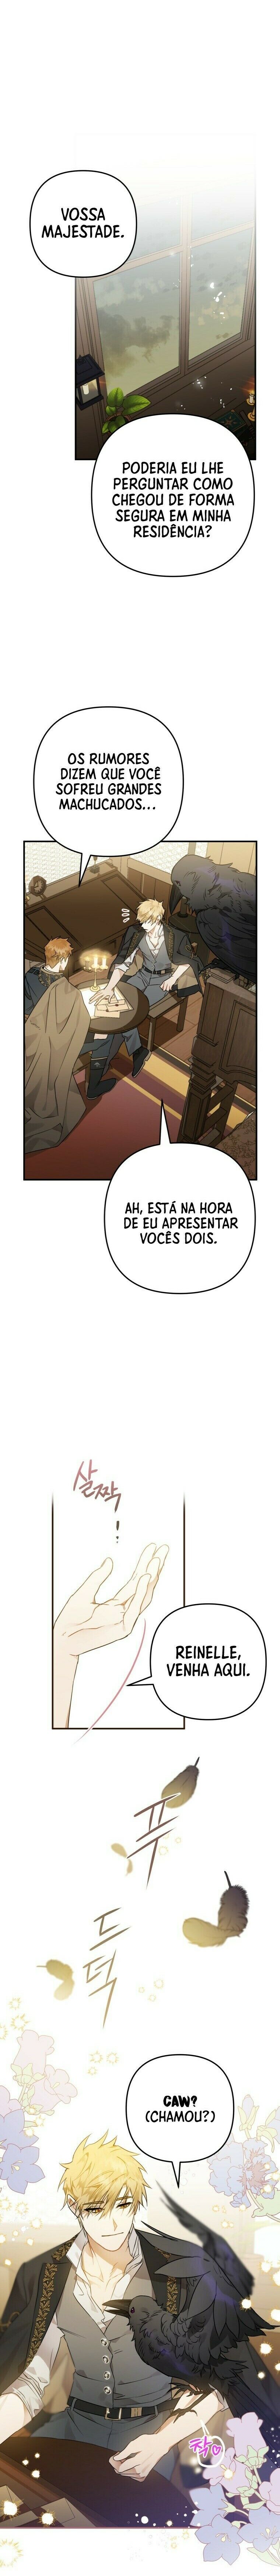 VOSSA
MAJESTADE.
PODERIA EU LHE
PERGUNTAR COMO
CHEGOU DE FORMA
SEGURA EM MINHA
RESIDÊNCIA?
OS RUMORES
DIZEM QUE VOCÊ
SOFREU GRANDES
MACHUCADOS...
AH, ESTÁ NA HORA
DE EU APRESENTAR
VOCÊS DOIS.
살짝
REINELLE,
VENHA AQUI.
푸
드
덕
CAW?
(CHAMOU?)
착♡